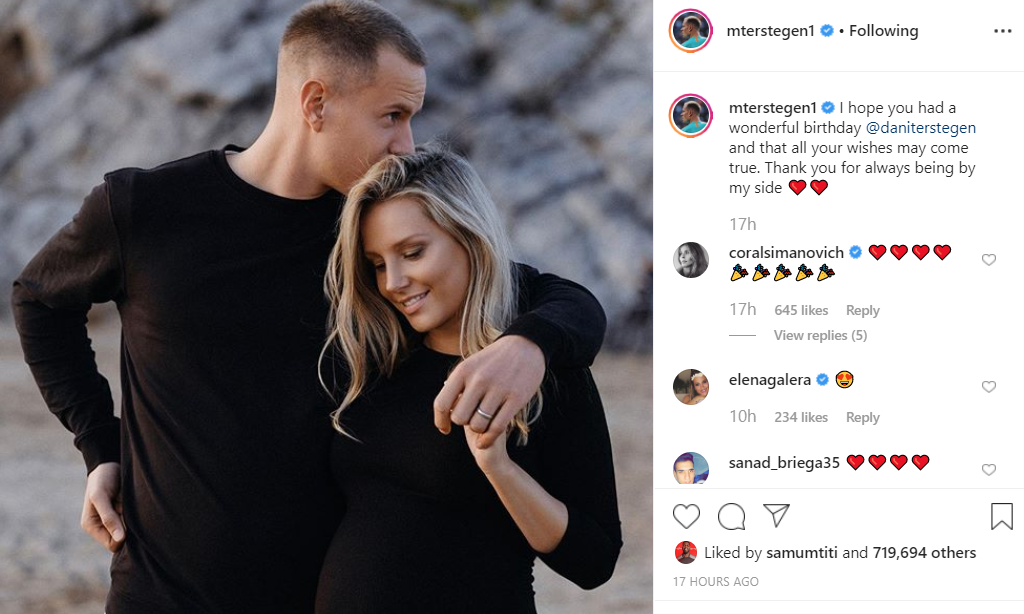 mterstegen1 • Following
mterstegen1 I hope you had a
wonderful birthday @daniterstegen
and that all your wishes may come
true. Thank you for always being by
my side ❤️❤️
17h
coralsimanovich ❤️❤️❤️❤️
🎉🎉🎉🎉🎉
17h 645 likes Reply
View replies (5)
elenagalera 😍
10h 234 likes Reply
sanad_briega35 ❤️❤️❤️❤️
Liked by samumtiti and 719,694 others
17 HOURS AGO